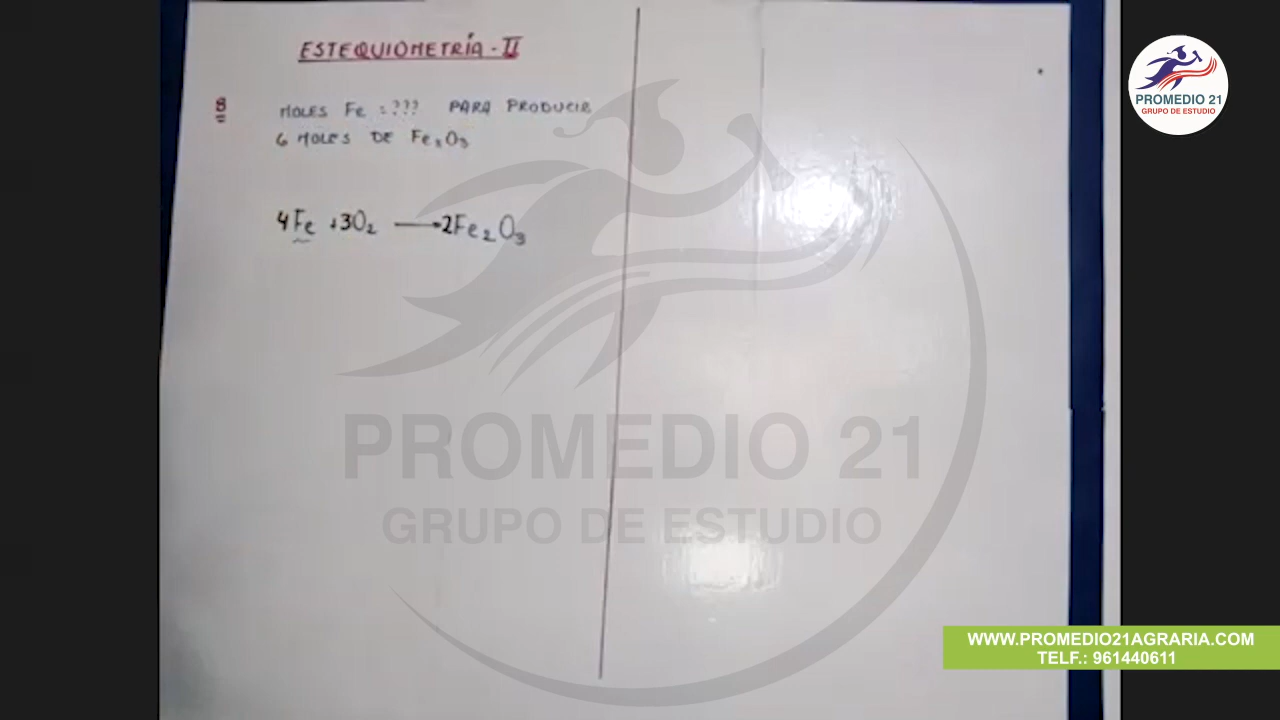 ESTEQUIOMETRÍA - II
8 MOLES Fe = ??? PARA PRODUCIR
6 MOLES DE Fe₂O₃
4Fe + 3O₂ → 2Fe₂O₃
PROMEDIO 21
GRUPO DE ESTUDIO
PROMEDIO 21
GRUPO DE ESTUDIO
WWW.PROMEDIO21AGRARIA.COM
TELF.: 961440611